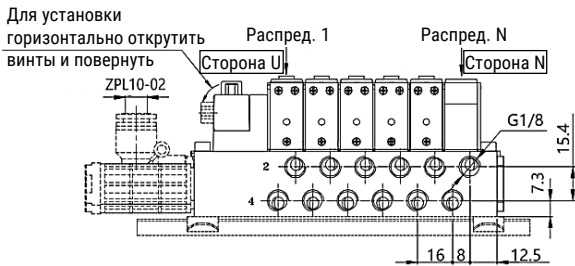 Для установки
горизонтально открутить
винты и повернуть
Распред. 1
Распред. N
Сторона U
Сторона N
ZPL10-02
G1/8
15.4
2
7.3
4
16
8
12.5